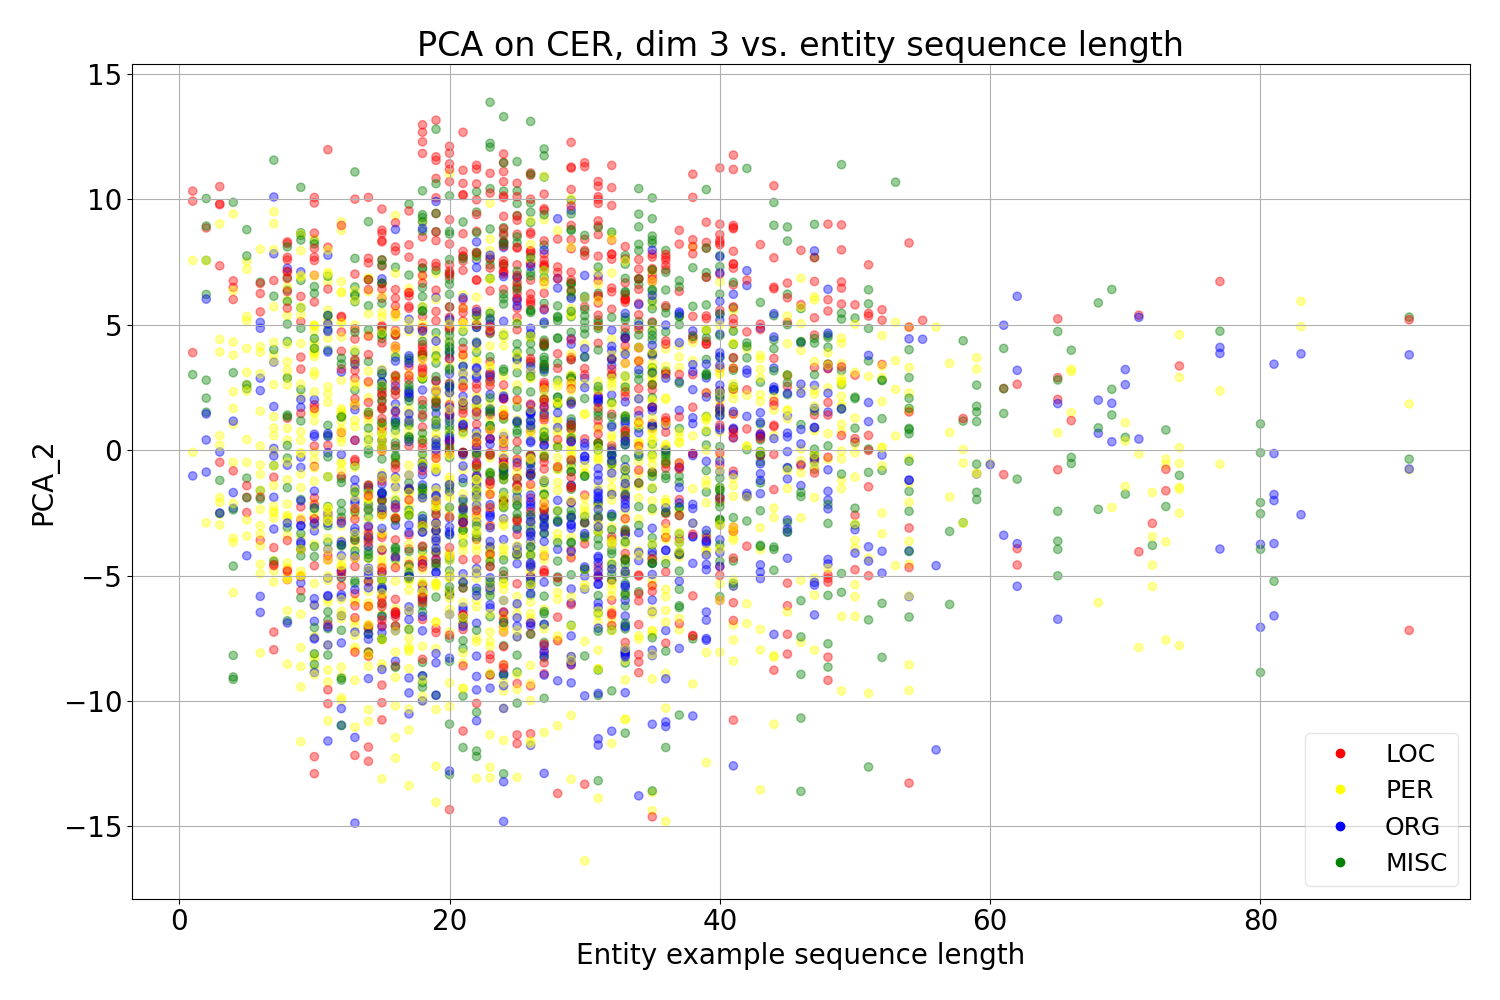 PCA on CER, dim 3 vs. entity sequence length
15
10
5
0
−5
−10
−15
PCA_2
0 20 40 60 80
Entity example sequence length
LOC
PER
ORG
MISC